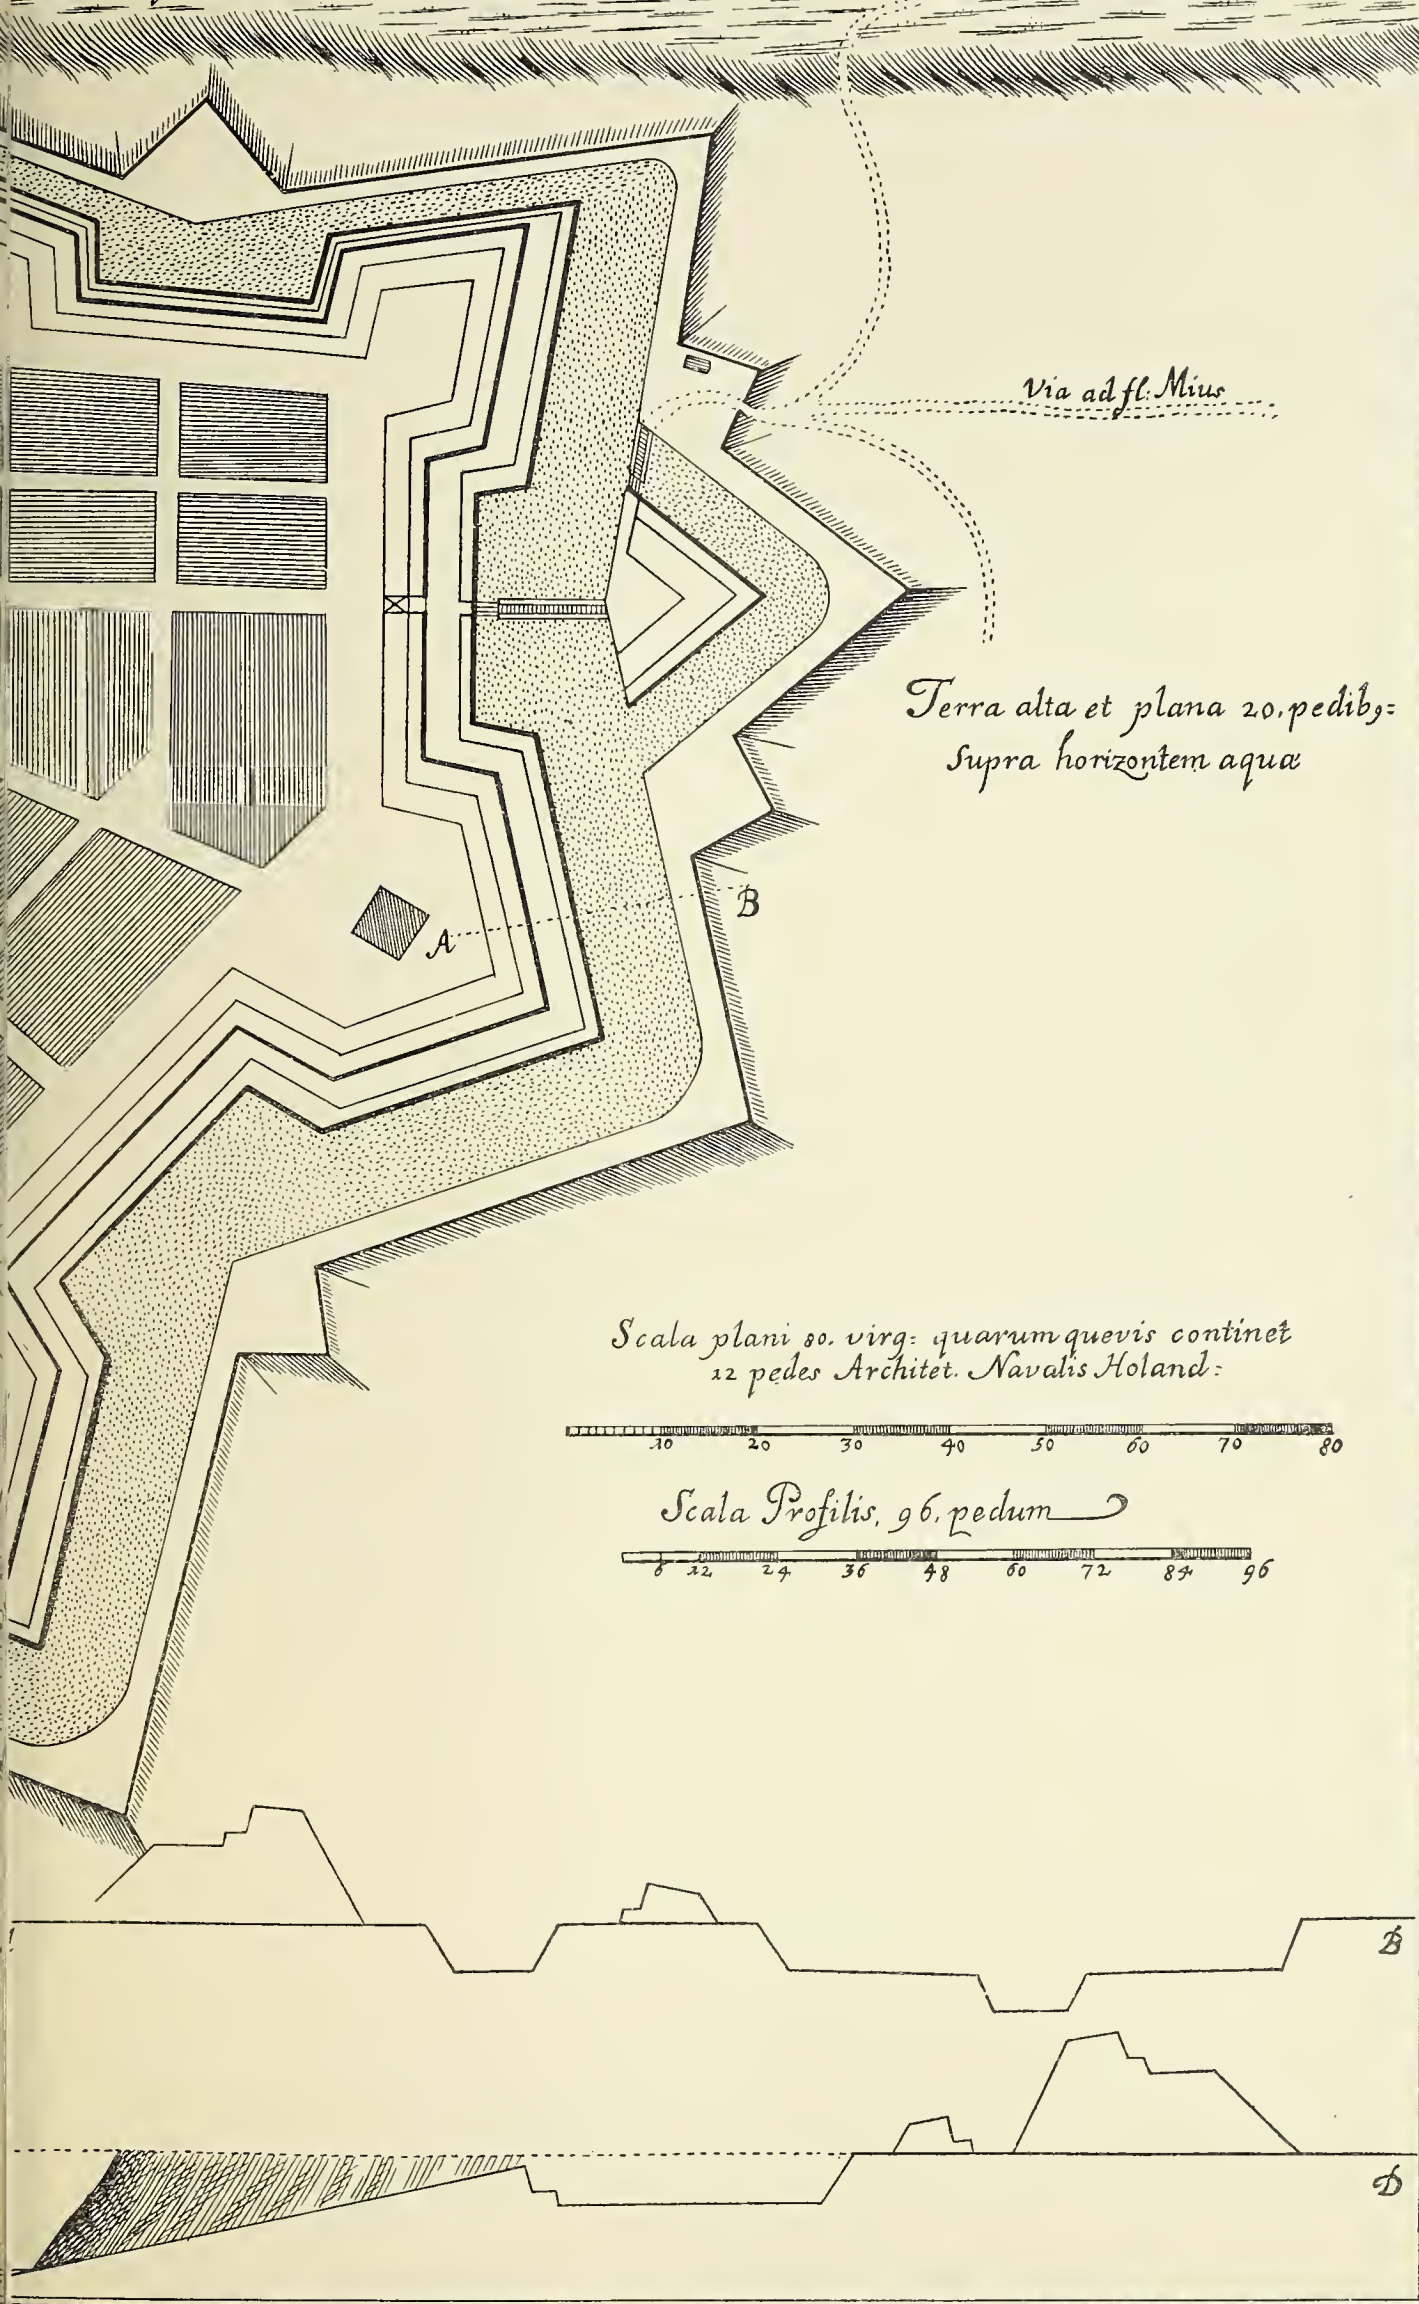 Via ad fl: Mius
Terra alta et plana 20. pedib9=
Supra horizontem aquæ
B
A
Scala plani 80. virg: quarum quevis continet
12 pedes Architet. Navalis Holand:
10 20 30 40 50 60 70 80
Scala Profilis, 96. pedum
6 12 24 36 48 60 72 84 96
B
D